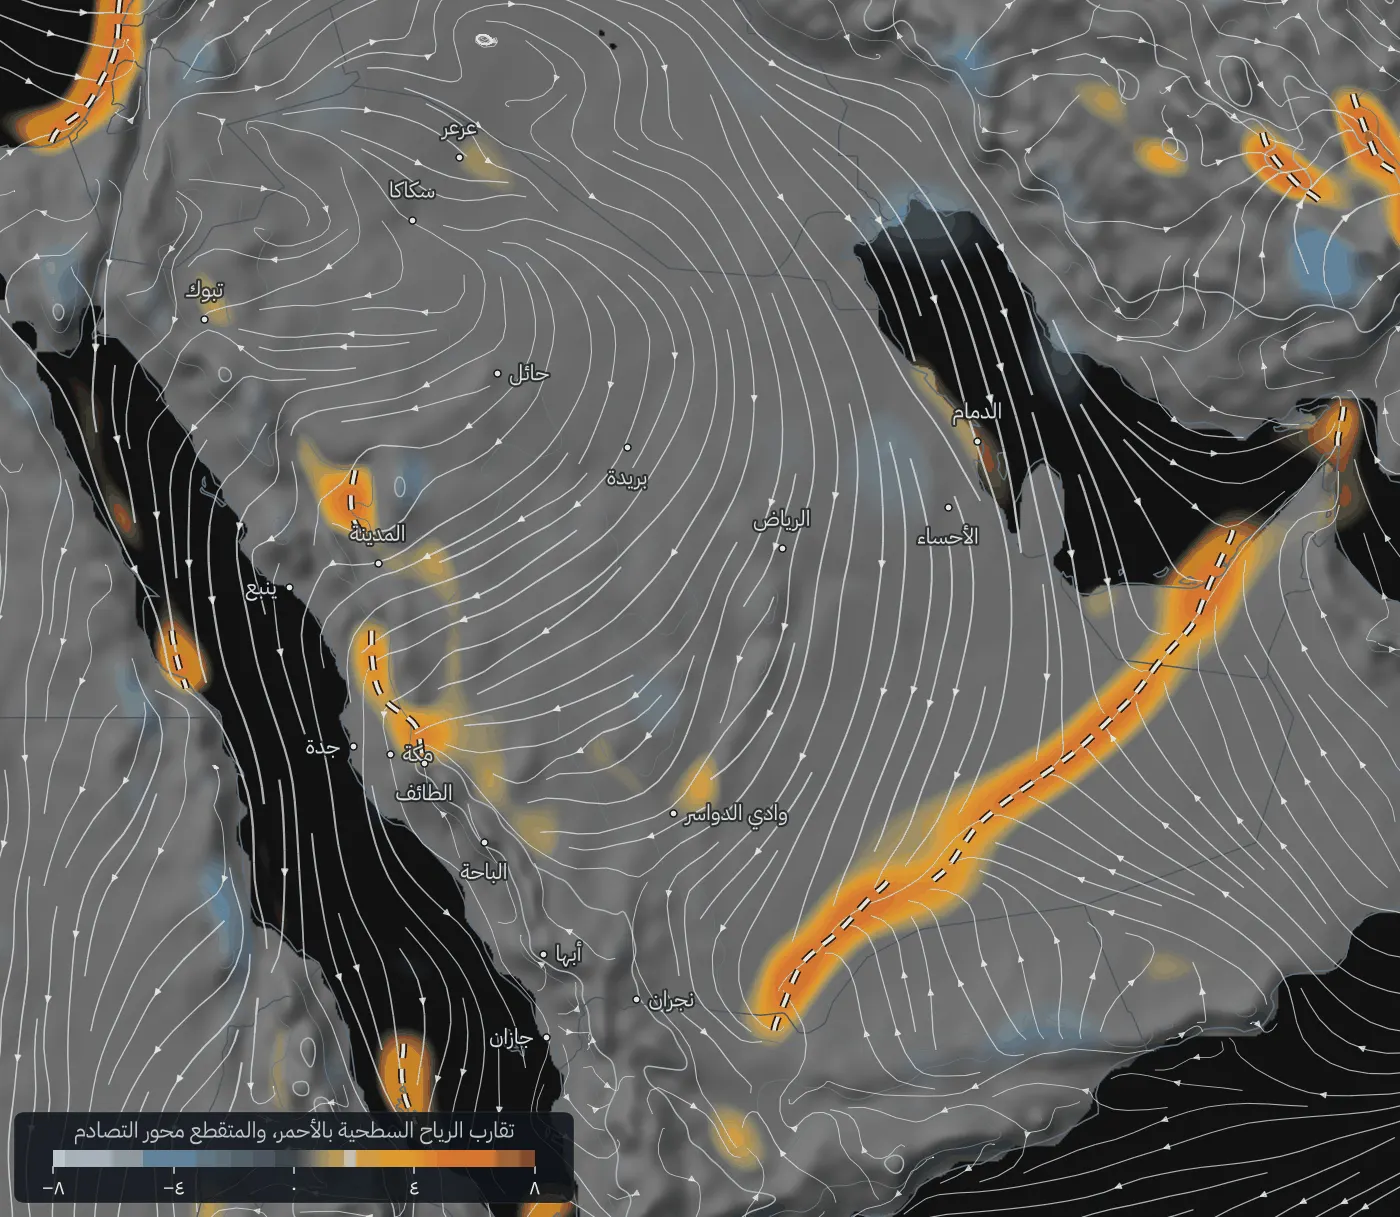 عرعر
سكاكا
تبوك
حائل
الدمام
بريدة
المدينة
الرياض
الأحساء
ينبع
جدة
مكة
الطائف
وادي الدواسر
الباحة
أبها
نجران
جازان
تقارب الرياح السطحية بالأحمر، والمتقطع محور التصادم
−٨ −٤ ٠ ٤ ٨